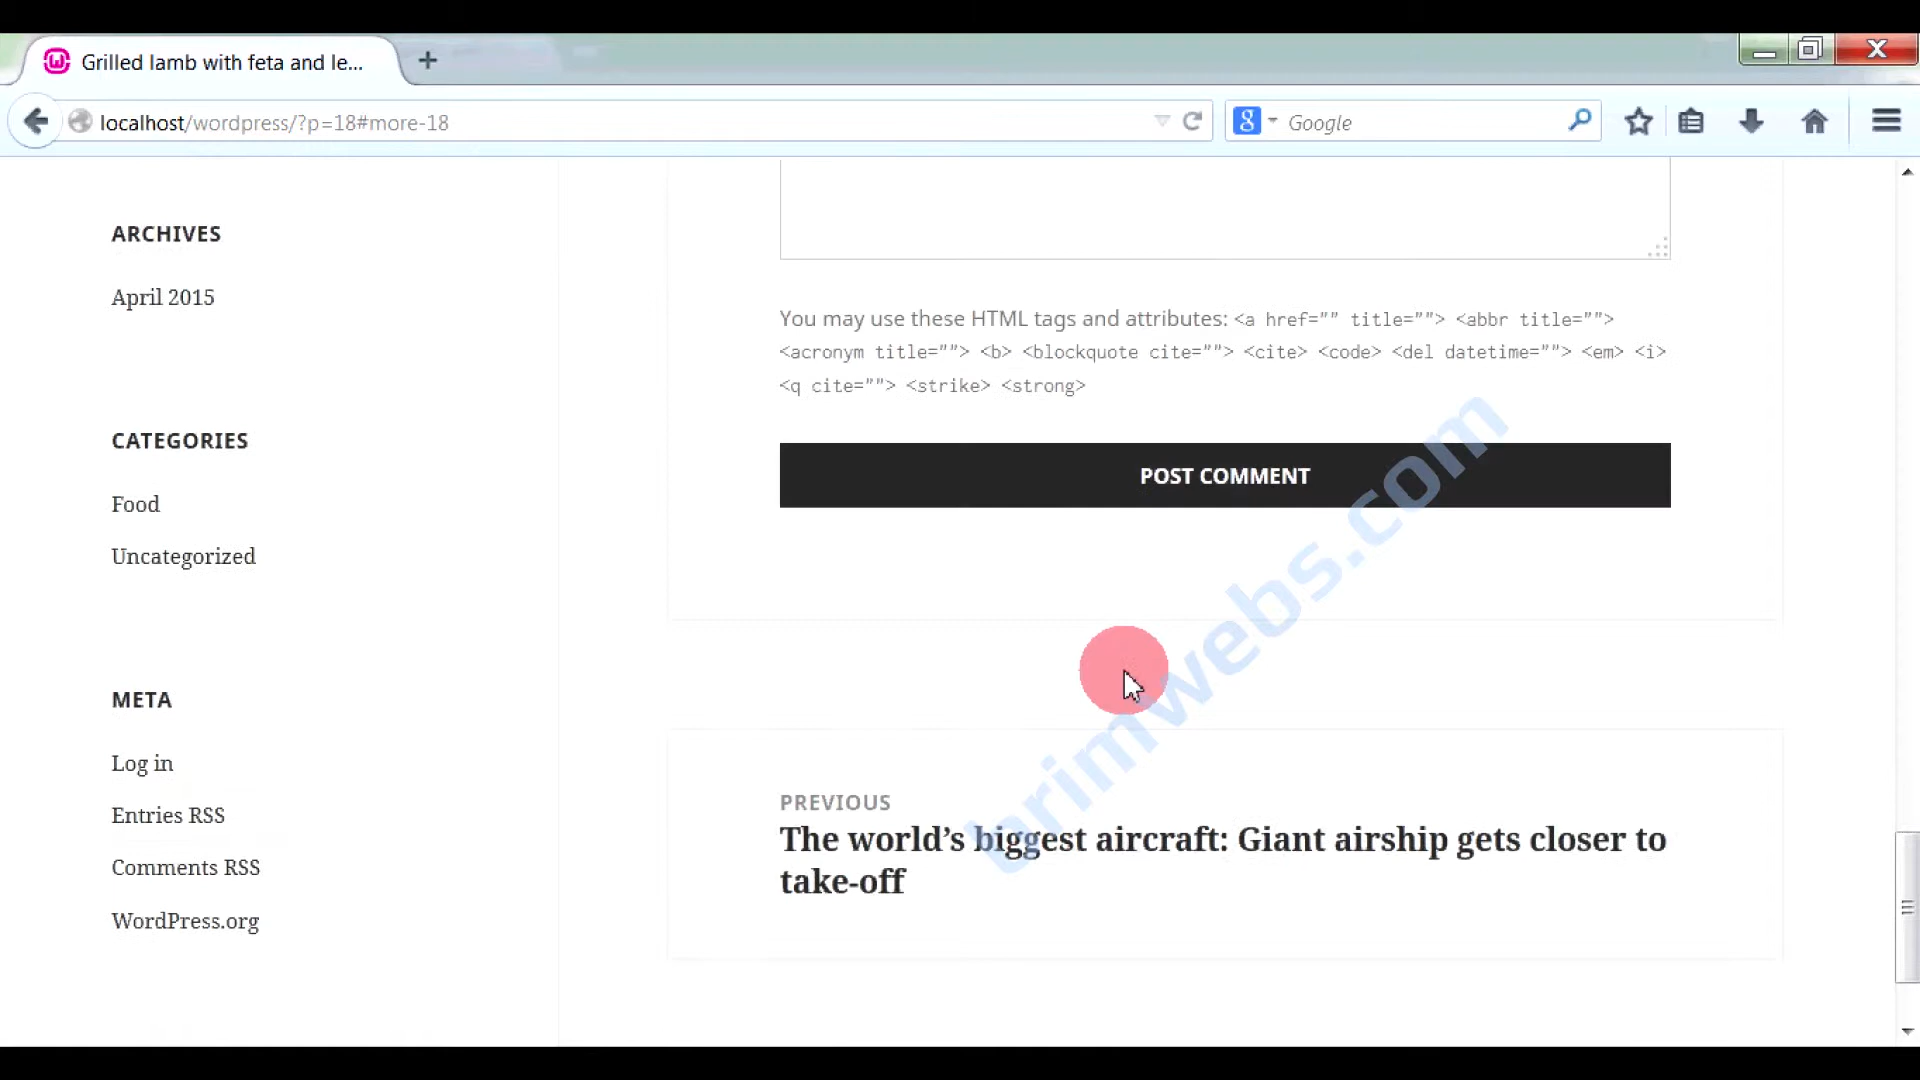 Grilled lamb with feta and le...
localhost/wordpress/?p=18#more-18
Google
ARCHIVES
April 2015
CATEGORIES
Food
Uncategorized
META
Log in
Entries RSS
Comments RSS
WordPress.org
You may use these HTML tags and attributes: <a href="" title=""> <abbr title="">
<acronym title=""> <b> <blockquote cite=""> <cite> <code> <del datetime=""> <em> <i>
<q cite=""> <strike> <strong>
POST COMMENT
PREVIOUS
The world’s biggest aircraft: Giant airship gets closer to
take-off
brimwebs.com